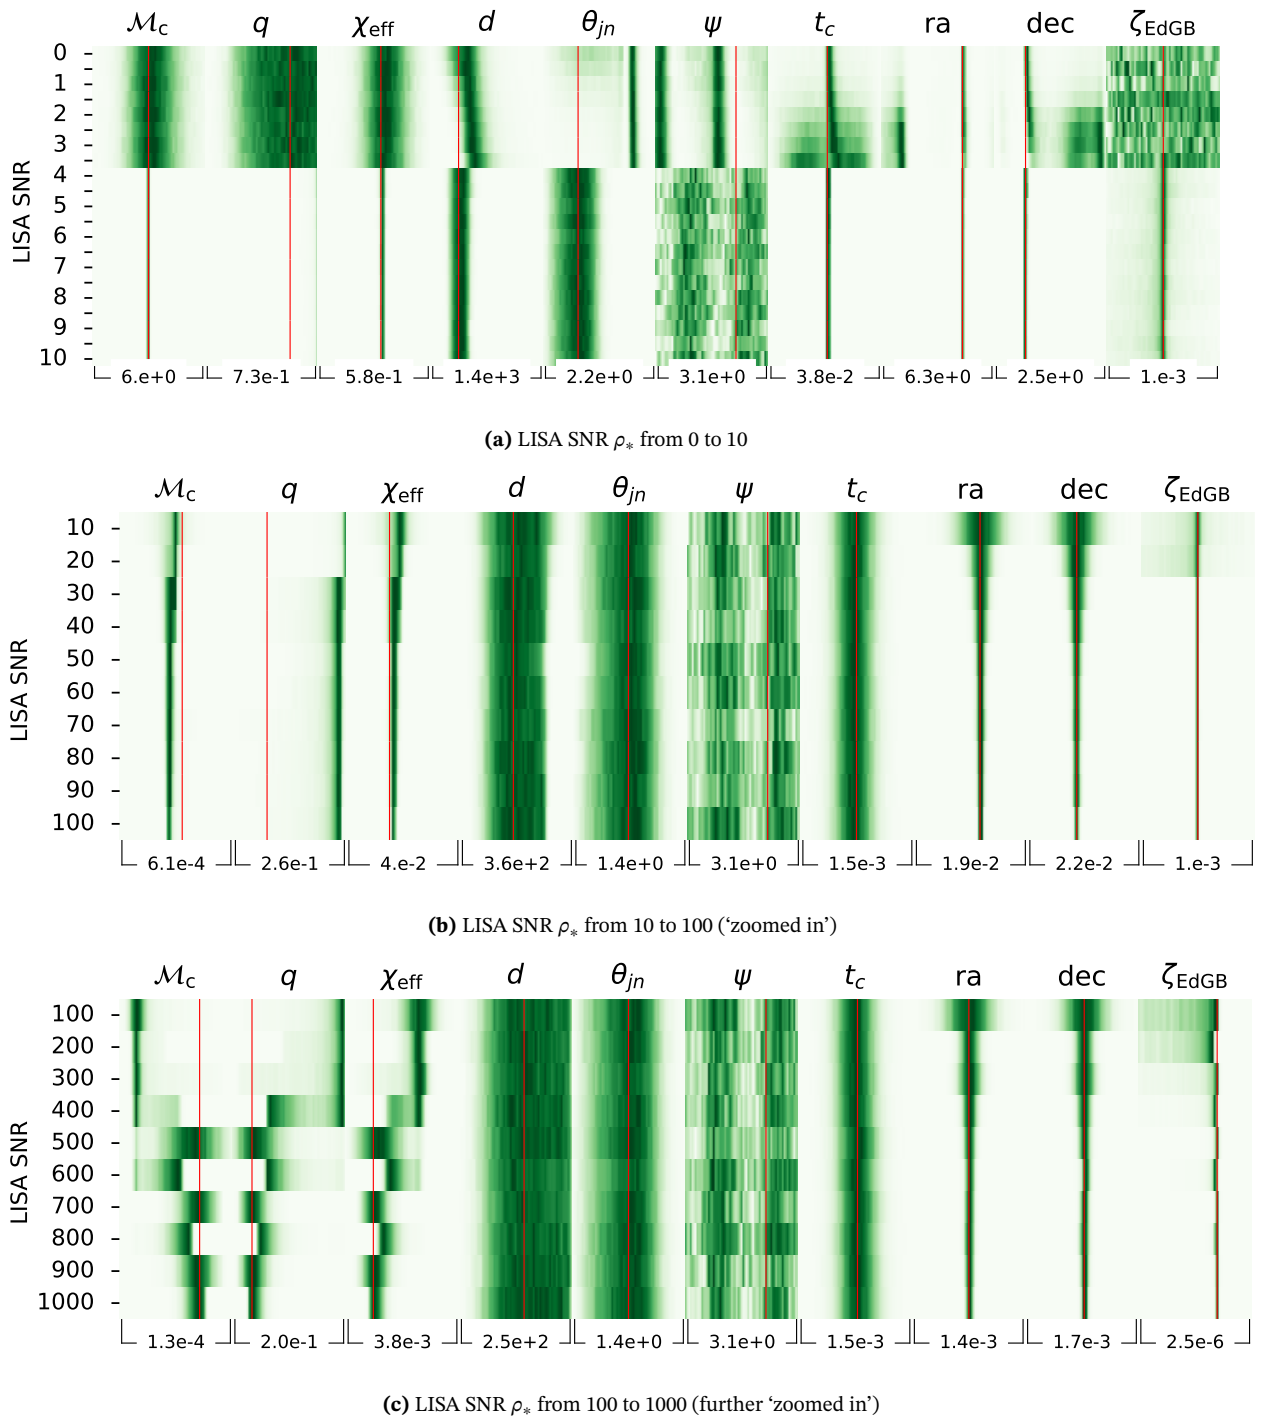 ℳc q χeff d θjn ψ tc ra dec ζEdGB
0
1
2
3
4
5
6
7
8
9
10
LISA SNR
6.e+0 7.3e-1 5.8e-1 1.4e+3 2.2e+0 3.1e+0 3.8e-2 6.3e+0 2.5e+0 1.e-3
(a) LISA SNR ρ* from 0 to 10
ℳc q χeff d θjn ψ tc ra dec ζEdGB
10
20
30
40
50
60
70
80
90
100
LISA SNR
6.1e-4 2.6e-1 4.e-2 3.6e+2 1.4e+0 3.1e+0 1.5e-3 1.9e-2 2.2e-2 1.e-3
(b) LISA SNR ρ* from 10 to 100 (‘zoomed in’)
ℳc q χeff d θjn ψ tc ra dec ζEdGB
100
200
300
400
500
600
700
800
900
1000
LISA SNR
1.3e-4 2.0e-1 3.8e-3 2.5e+2 1.4e+0 3.1e+0 1.5e-3 1.4e-3 1.7e-3 2.5e-6
(c) LISA SNR ρ* from 100 to 1000 (further ‘zoomed in’)